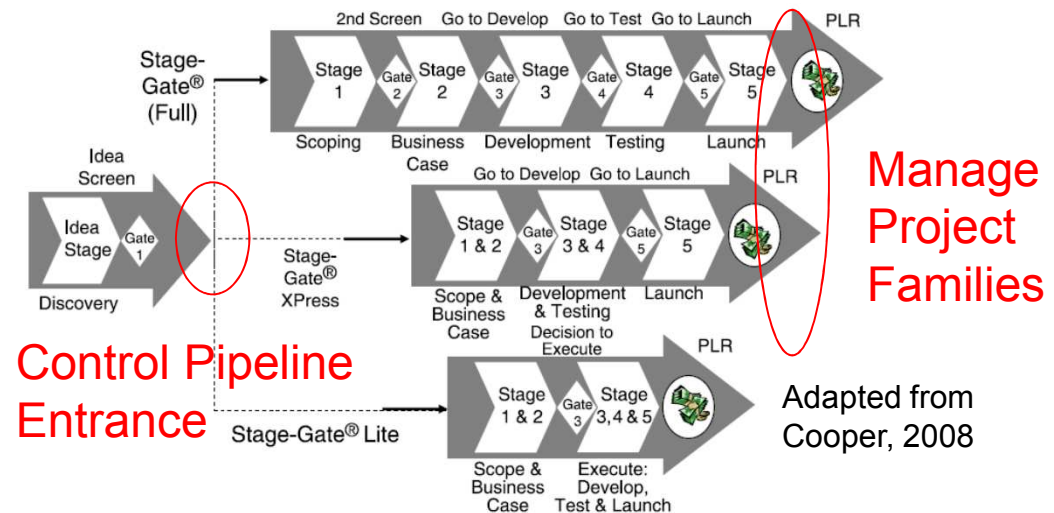 2nd Screen Go to Develop Go to Test Go to Launch
PLR
Stage-
Gate®
(Full)
Stage
1
Gate
2
Stage
2
Gate
3
Stage
3
Gate
4
Stage
4
Gate
5
Stage
5
Scoping
Business
Case
Development
Testing
Launch
Idea
Screen
Idea
Stage
Gate
1
Discovery
Go to Develop Go to Launch
PLR
Stage-
Gate®
XPress
Stage
1 & 2
Gate
3
Stage
3 & 4
Gate
5
Stage
5
Scope &
Business
Case
Development
& Testing
Launch
Manage
Project
Families
Control Pipeline
Entrance
Decision to
Execute
PLR
Stage-Gate® Lite
Stage
1 & 2
Gate
3
Stage
3,4 & 5
Scope &
Business
Case
Execute:
Develop,
Test & Launch
Adapted from
Cooper, 2008